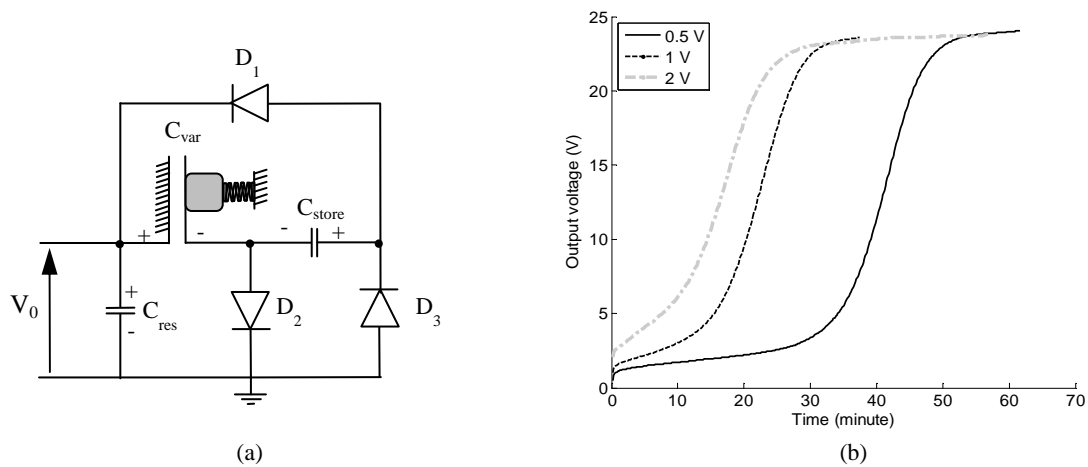 D1
Cvar
Cstore
+
-
-
+
V0
+
-
Cres
D2
D3
(a)
25
20
15
10
5
0
Output voltage (V)
0.5 V
1 V
2 V
0 10 20 30 40 50 60 70
Time (minute)
(b)